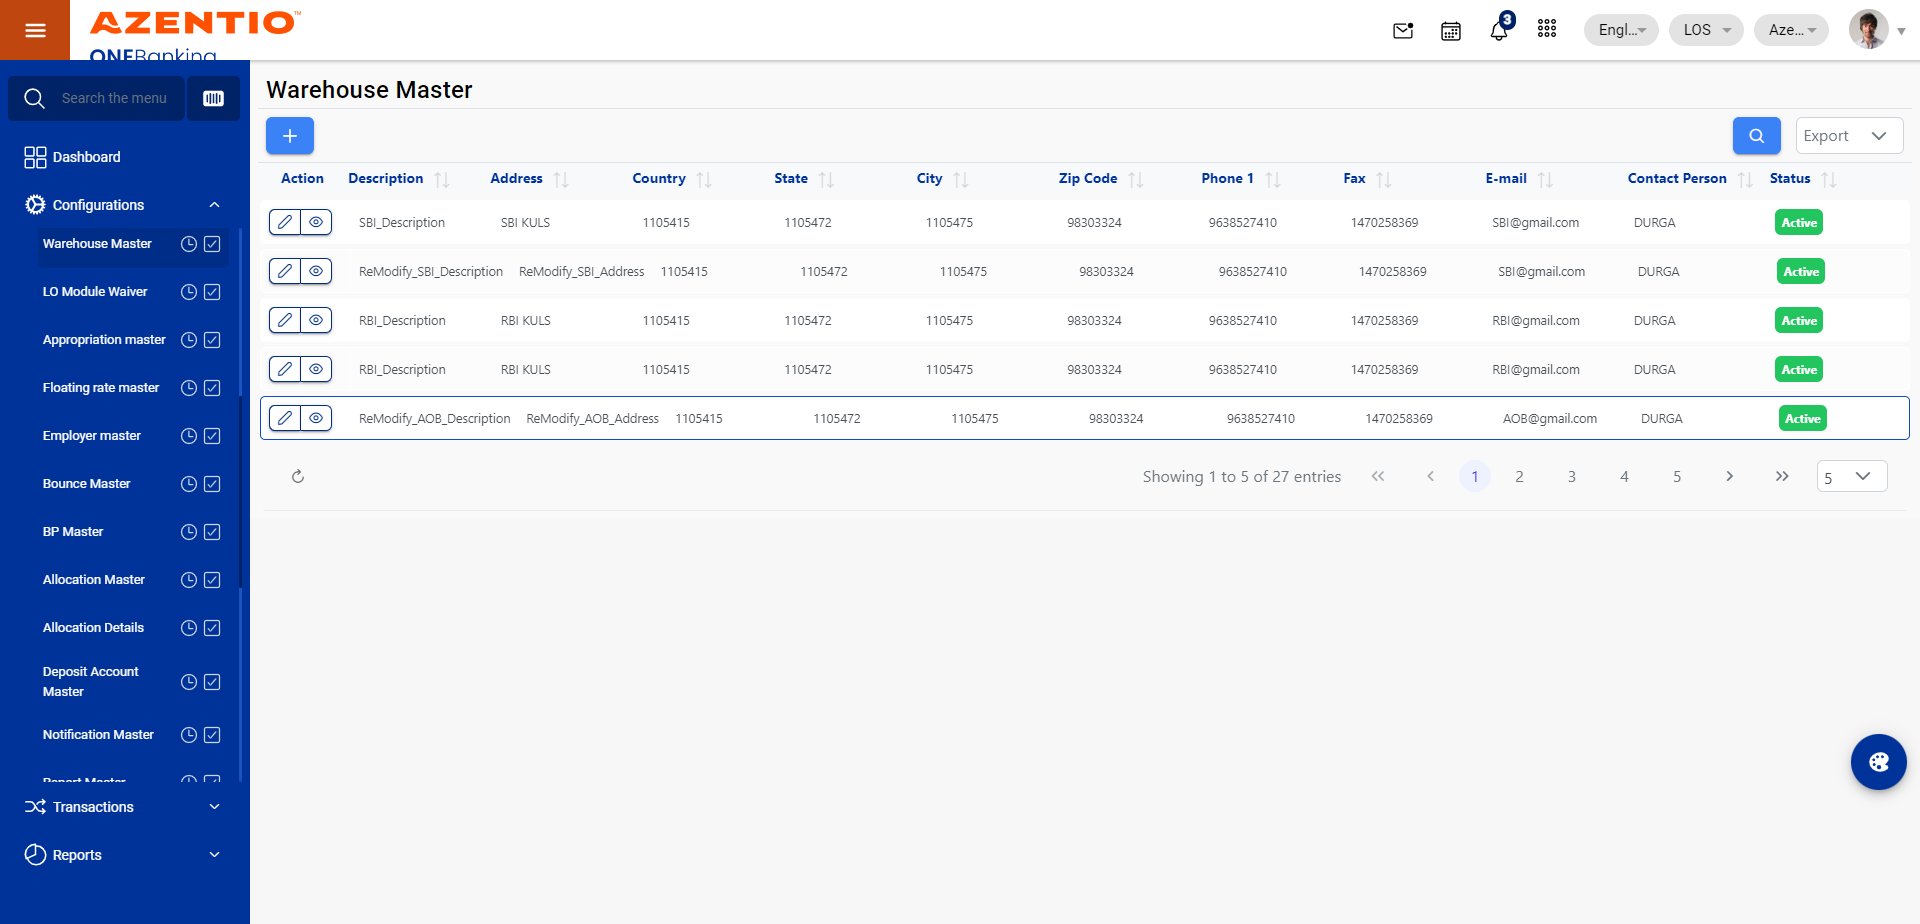 AZENTIO™
ONEBanking
3
Engl...
LOS
Aze...
Search the menu
Dashboard
Configurations
Warehouse Master
LO Module Waiver
Appropriation master
Floating rate master
Employer master
Bounce Master
BP Master
Allocation Master
Allocation Details
Deposit Account
Master
Notification Master
Report Master
Transactions
Reports
Warehouse Master
Export
Action Description Address Country State City Zip Code Phone 1 Fax E-mail Contact Person Status
SBI_Description SBI KULS 1105415 1105472 1105475 98303324 9638527410 1470258369 SBI@gmail.com DURGA Active
ReModify_SBI_Description ReModify_SBI_Address 1105415 1105472 1105475 98303324 9638527410 1470258369 SBI@gmail.com DURGA Active
RBI_Description RBI KULS 1105415 1105472 1105475 98303324 9638527410 1470258369 RBI@gmail.com DURGA Active
RBI_Description RBI KULS 1105415 1105472 1105475 98303324 9638527410 1470258369 RBI@gmail.com DURGA Active
ReModify_AOB_Description ReModify_AOB_Address 1105415 1105472 1105475 98303324 9638527410 1470258369 AOB@gmail.com DURGA Active
Showing 1 to 5 of 27 entries « ‹ 1 2 3 4 5 › » 5